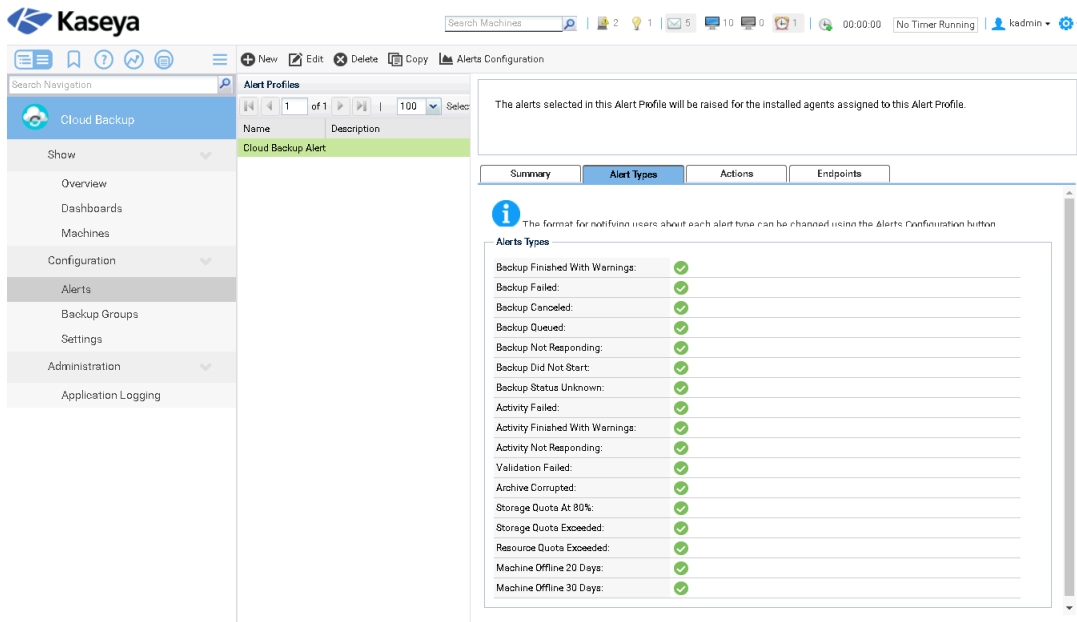 Kaseya
Search Machines
2
1
5
10
0
1
00:00:00
No Timer Running
kadmin
Search Navigation
Cloud Backup
Show
Overview
Dashboards
Machines
Configuration
Alerts
Backup Groups
Settings
Administration
Application Logging
New Edit Delete Copy Alerts Configuration
Alert Profiles
1 of 1 100 Selec
Name Description
Cloud Backup Alert
The alerts selected in this Alert Profile will be raised for the installed agents assigned to this Alert Profile.
Summary Alert Types Actions Endpoints
The format for notifying users about each alert type can be changed using the Alerts Configuration button
Alerts Types
Backup Finished With Warnings:
Backup Failed:
Backup Canceled:
Backup Queued:
Backup Not Responding:
Backup Did Not Start:
Backup Status Unknown:
Activity Failed:
Activity Finished With Warnings:
Activity Not Responding:
Validation Failed:
Archive Corrupted:
Storage Quota At 80%:
Storage Quota Exceeded:
Resource Quota Exceeded:
Machine Offline 20 Days:
Machine Offline 30 Days: